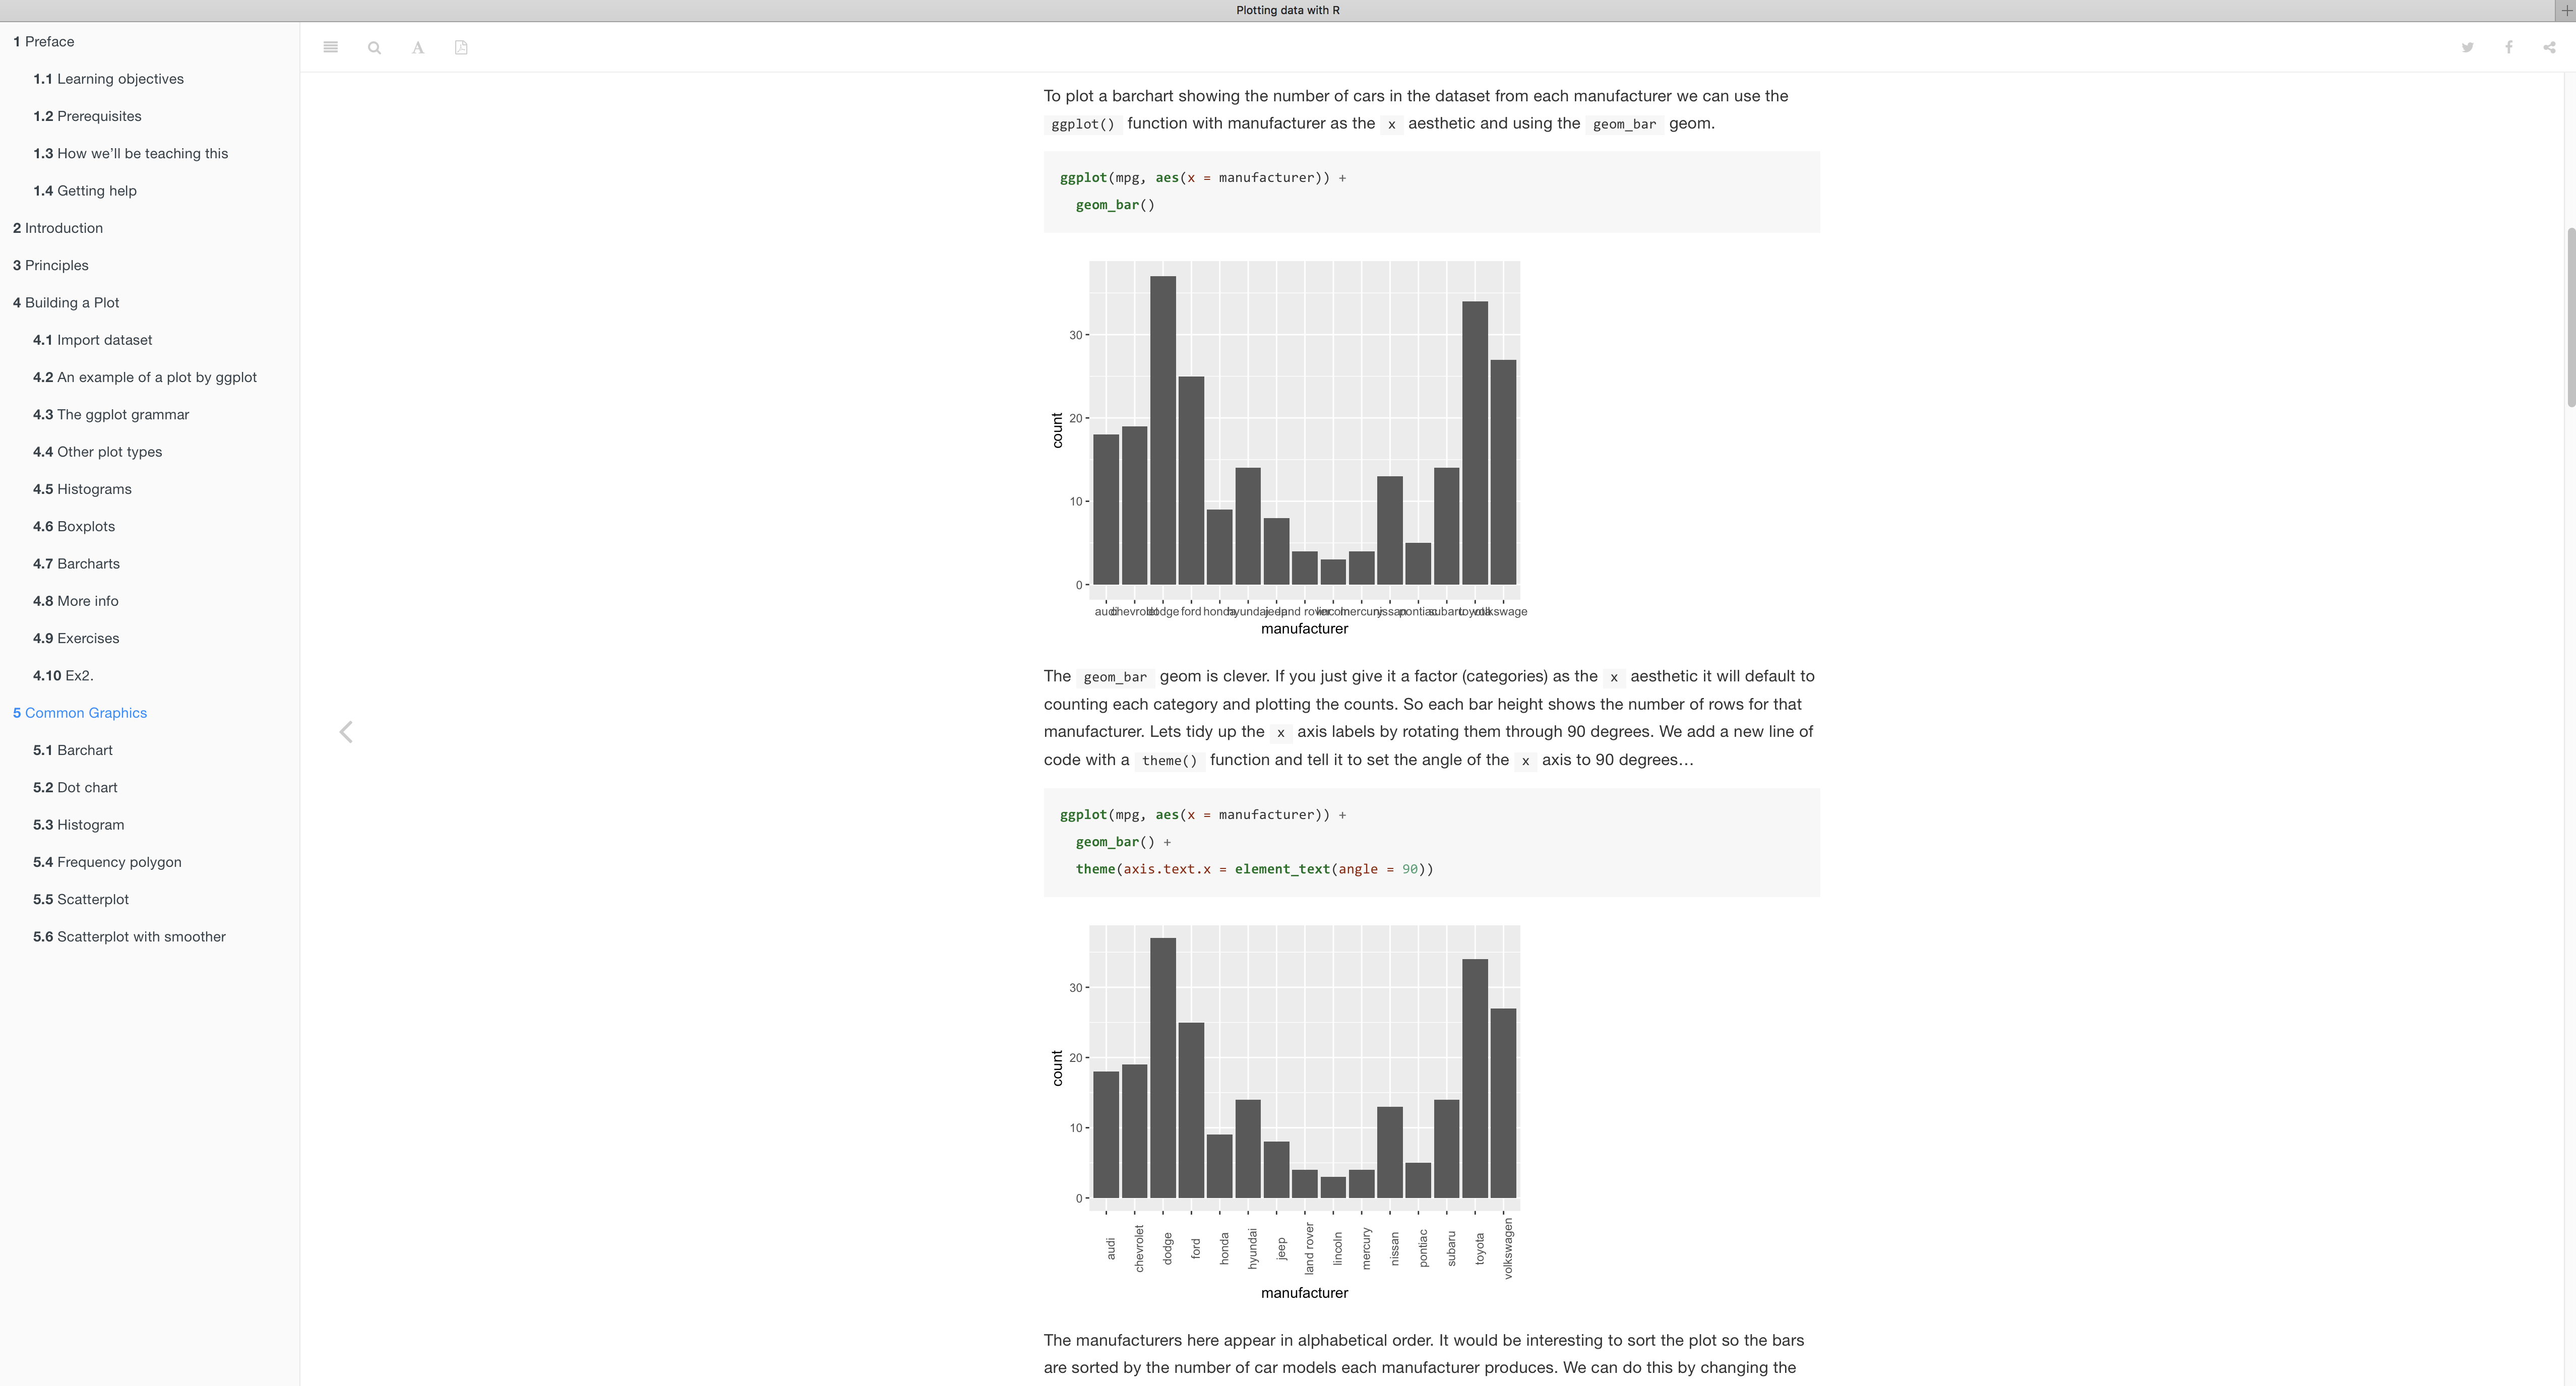 Plotting data with R
1 Preface
1.1 Learning objectives
1.2 Prerequisites
1.3 How we’ll be teaching this
1.4 Getting help
2 Introduction
3 Principles
4 Building a Plot
4.1 Import dataset
4.2 An example of a plot by ggplot
4.3 The ggplot grammar
4.4 Other plot types
4.5 Histograms
4.6 Boxplots
4.7 Barcharts
4.8 More info
4.9 Exercises
4.10 Ex2.
5 Common Graphics
5.1 Barchart
5.2 Dot chart
5.3 Histogram
5.4 Frequency polygon
5.5 Scatterplot
5.6 Scatterplot with smoother
To plot a barchart showing the number of cars in the dataset from each manufacturer we can use the
ggplot() function with manufacturer as the x aesthetic and using the geom_bar geom.
ggplot(mpg, aes(x = manufacturer)) +
geom_bar()
30
20
10
0
count
audi chevrolet dodge ford honda hyundai jeep land rover lincoln mercury nissan pontiac subaru toyota volkswage
manufacturer
The geom_bar geom is clever. If you just give it a factor (categories) as the x aesthetic it will default to
counting each category and plotting the counts. So each bar height shows the number of rows for that
manufacturer. Lets tidy up the x axis labels by rotating them through 90 degrees. We add a new line of
code with a theme() function and tell it to set the angle of the x axis to 90 degrees…
ggplot(mpg, aes(x = manufacturer)) +
geom_bar() +
theme(axis.text.x = element_text(angle = 90))
30
20
10
0
count
audi
chevrolet
dodge
ford
honda
hyundai
jeep
land rover
lincoln
mercury
nissan
pontiac
subaru
toyota
volkswagen
manufacturer
The manufacturers here appear in alphabetical order. It would be interesting to sort the plot so the bars
are sorted by the number of car models each manufacturer produces. We can do this by changing the